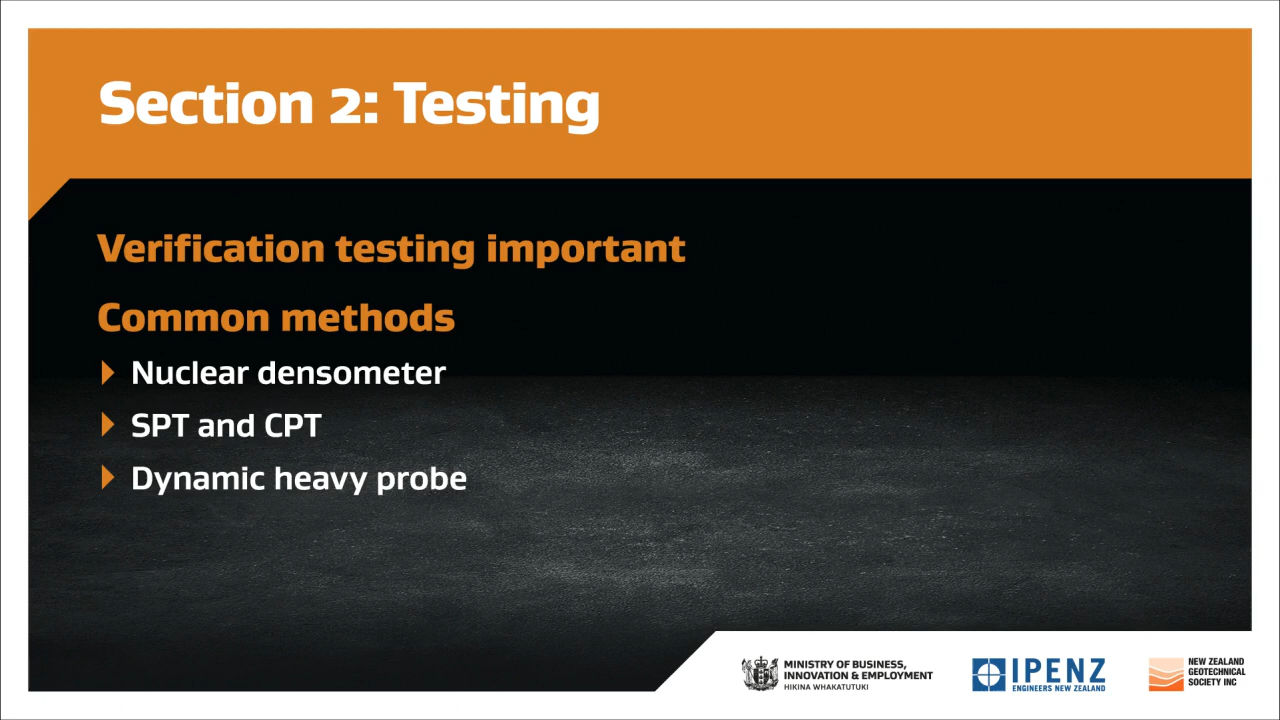 Section 2: Testing
Verification testing important
Common methods
Nuclear densometer
SPT and CPT
Dynamic heavy probe
MINISTRY OF BUSINESS,
INNOVATION & EMPLOYMENT
HIKINA WHAKATUTUKI
IPENZ
ENGINEERS NEW ZEALAND
NEW ZEALAND
GEOTECHNICAL
SOCIETY INC